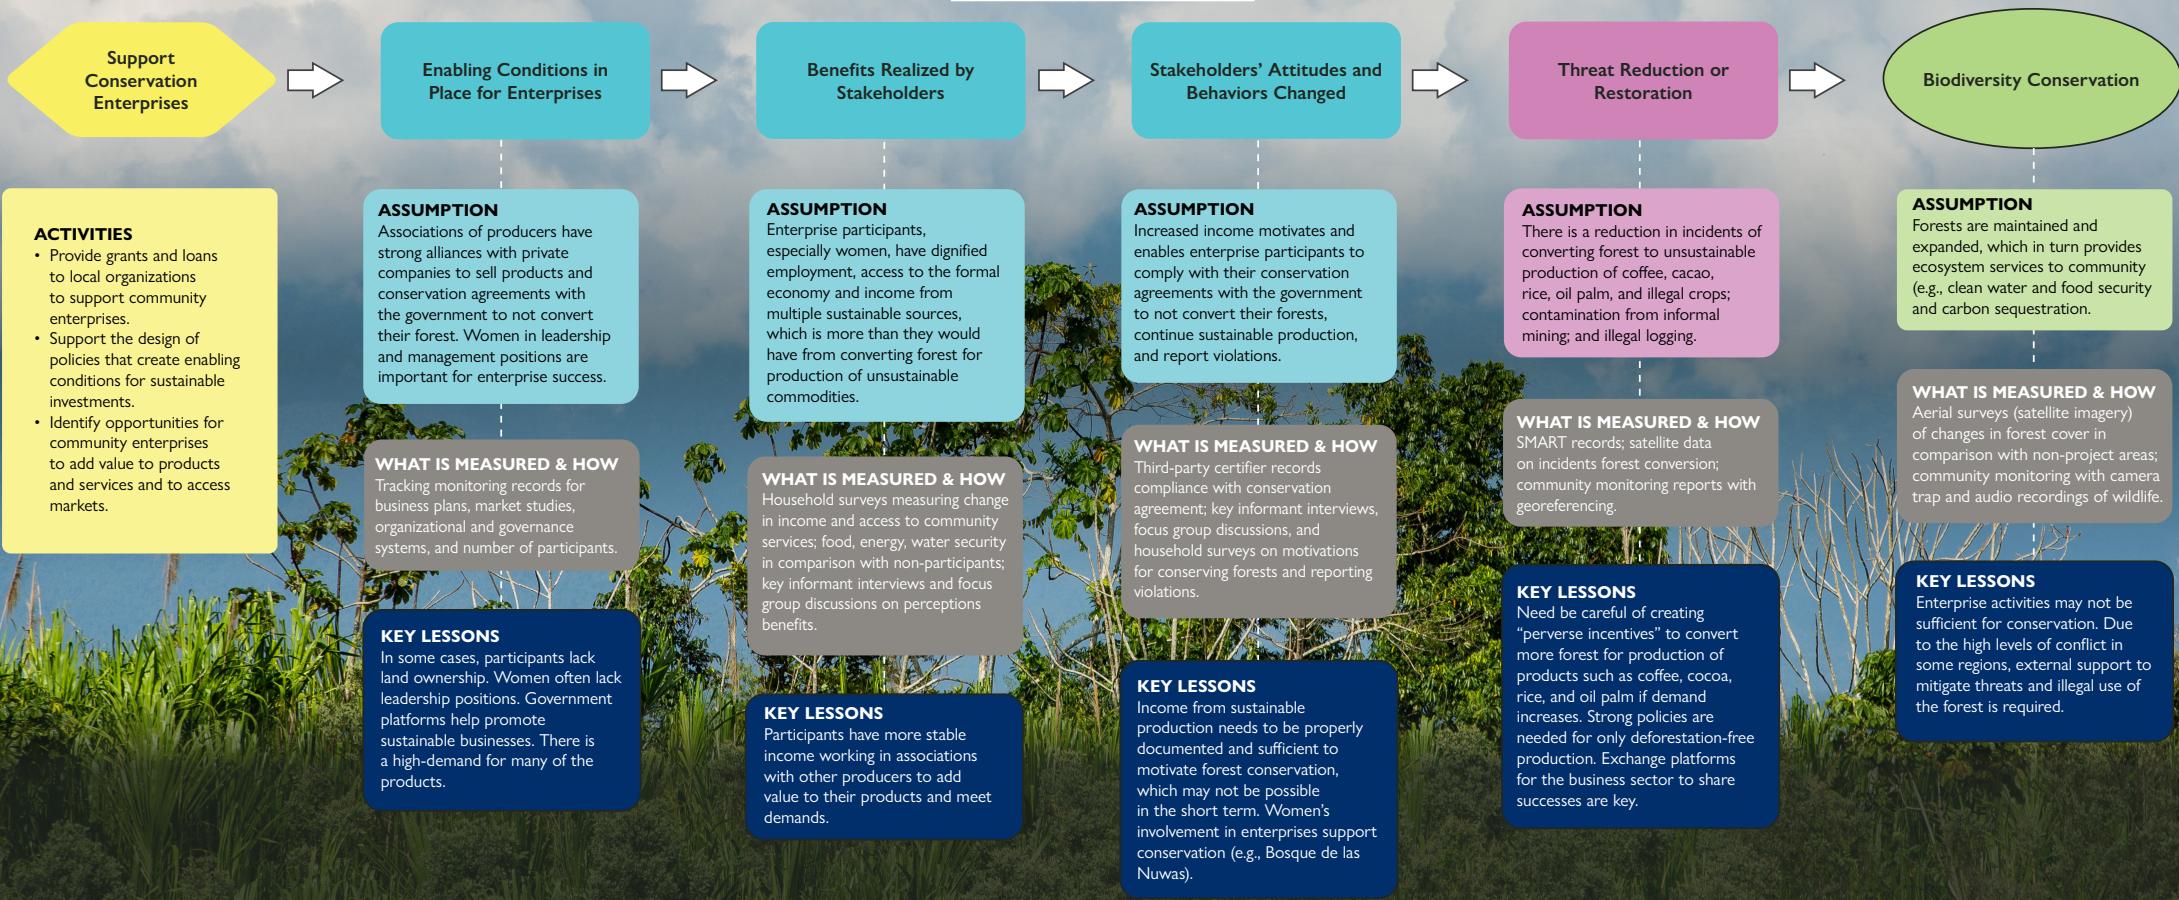 Support
Conservation
Enterprises
Enabling Conditions in
Place for Enterprises
Benefits Realized by
Stakeholders
Stakeholders’ Attitudes and
Behaviors Changed
Threat Reduction or
Restoration
Biodiversity Conservation
ACTIVITIES
• Provide grants and loans
to local organizations
to support community
enterprises.
• Support the design of
policies that create enabling
conditions for sustainable
investments.
• Identify opportunities for
community enterprises
to add value to products
and services and to access
markets.
ASSUMPTION
Associations of producers have
strong alliances with private
companies to sell products and
conservation agreements with
the government to not convert
their forest. Women in leadership
and management positions are
important for enterprise success.
WHAT IS MEASURED & HOW
Tracking monitoring records for
business plans, market studies,
organizational and governance
systems, and number of participants.
KEY LESSONS
In some cases, participants lack
land ownership. Women often lack
leadership positions. Government
platforms help promote
sustainable businesses. There is
a high-demand for many of the
products.
ASSUMPTION
Enterprise participants,
especially women, have dignified
employment, access to the formal
economy and income from
multiple sustainable sources,
which is more than they would
have from converting forest for
production of unsustainable
commodities.
WHAT IS MEASURED & HOW
Household surveys measuring change
in income and access to community
services; food, energy, water security
in comparison with non-participants;
key informant interviews and focus
group discussions on perceptions
benefits.
KEY LESSONS
Participants have more stable
income working in associations
with other producers to add
value to their products and meet
demands.
ASSUMPTION
Increased income motivates and
enables enterprise participants to
comply with their conservation
agreements with the government
to not convert their forests,
continue sustainable production,
and report violations.
WHAT IS MEASURED & HOW
Third-party certifier records
compliance with conservation
agreement; key informant interviews,
focus group discussions, and
household surveys on motivations
for conserving forests and reporting
violations.
KEY LESSONS
Income from sustainable
production needs to be properly
documented and sufficient to
motivate forest conservation,
which may not be possible
in the short term. Women’s
involvement in enterprises support
conservation (e.g., Bosque de las
Nuwas).
ASSUMPTION
There is a reduction in incidents of
converting forest to unsustainable
production of coffee, cacao,
rice, oil palm, and illegal crops;
contamination from informal
mining; and illegal logging.
WHAT IS MEASURED & HOW
SMART records; satellite data
on incidents forest conversion;
community monitoring reports with
georeferencing.
KEY LESSONS
Need be careful of creating
“perverse incentives” to convert
more forest for production of
products such as coffee, cocoa,
rice, and oil palm if demand
increases. Strong policies are
needed for only deforestation-free
production. Exchange platforms
for the business sector to share
successes are key.
ASSUMPTION
Forests are maintained and
expanded, which in turn provides
ecosystem services to community
(e.g., clean water and food security
and carbon sequestration.
WHAT IS MEASURED & HOW
Aerial surveys (satellite imagery)
of changes in forest cover in
comparison with non-project areas;
community monitoring with camera
trap and audio recordings of wildlife.
KEY LESSONS
Enterprise activities may not be
sufficient for conservation. Due
to the high levels of conflict in
some regions, external support to
mitigate threats and illegal use of
the forest is required.